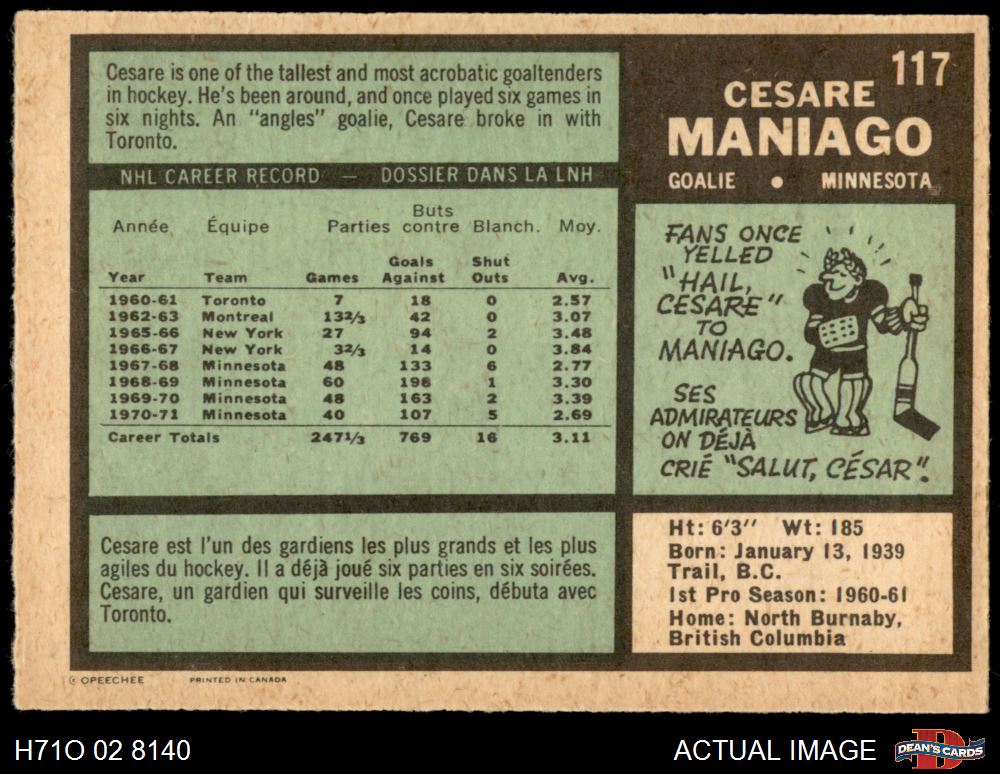 117
CESARE
MANIAGO
GOALIE • MINNESOTA
Cesare is one of the tallest and most acrobatic goaltenders
in hockey. He's been around, and once played six games in
six nights. An "angles" goalie, Cesare broke in with
Toronto.
NHL CAREER RECORD — DOSSIER DANS LA LNH
Buts
Année Équipe Parties contre Blanch. Moy.
Goals Shut
Year Team Games Against Outs Avg.
1960-61 Toronto 7 18 0 2.57
1962-63 Montreal 132/3 42 0 3.07
1965-66 New York 27 94 2 3.48
1966-67 New York 32/3 14 0 3.84
1967-68 Minnesota 48 133 6 2.77
1968-69 Minnesota 60 198 1 3.30
1969-70 Minnesota 48 163 2 3.39
1970-71 Minnesota 40 107 5 2.69
Career Totals 2471/3 769 16 3.11
FANS ONCE
YELLED
"HAIL,
CESARE"
TO
MANIAGO.
SES
ADMIRATEURS
ON DÉJÀ
CRIÉ "SALUT, CÉSAR".
Cesare est l'un des gardiens les plus grands et les plus
agiles du hockey. Il a déjà joué six parties en six soirées.
Cesare, un gardien qui surveille les coins, débuta avec
Toronto.
Ht: 6'3" Wt: 185
Born: January 13, 1939
Trail, B.C.
1st Pro Season: 1960-61
Home: North Burnaby,
British Columbia
© OPEECHEE PRINTED IN CANADA
H71O 02 8140
ACTUAL IMAGE
D
DEAN'S CARDS